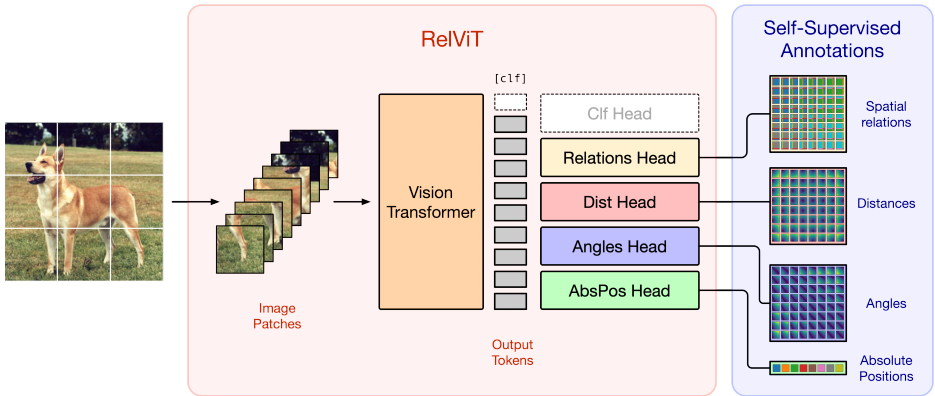 RelViT
Self-Supervised
Annotations
[clf]
Clf Head
Relations Head
Dist Head
Angles Head
AbsPos Head
Vision
Transformer
Image
Patches
Output
Tokens
Spatial
relations
Distances
Angles
Absolute
Positions